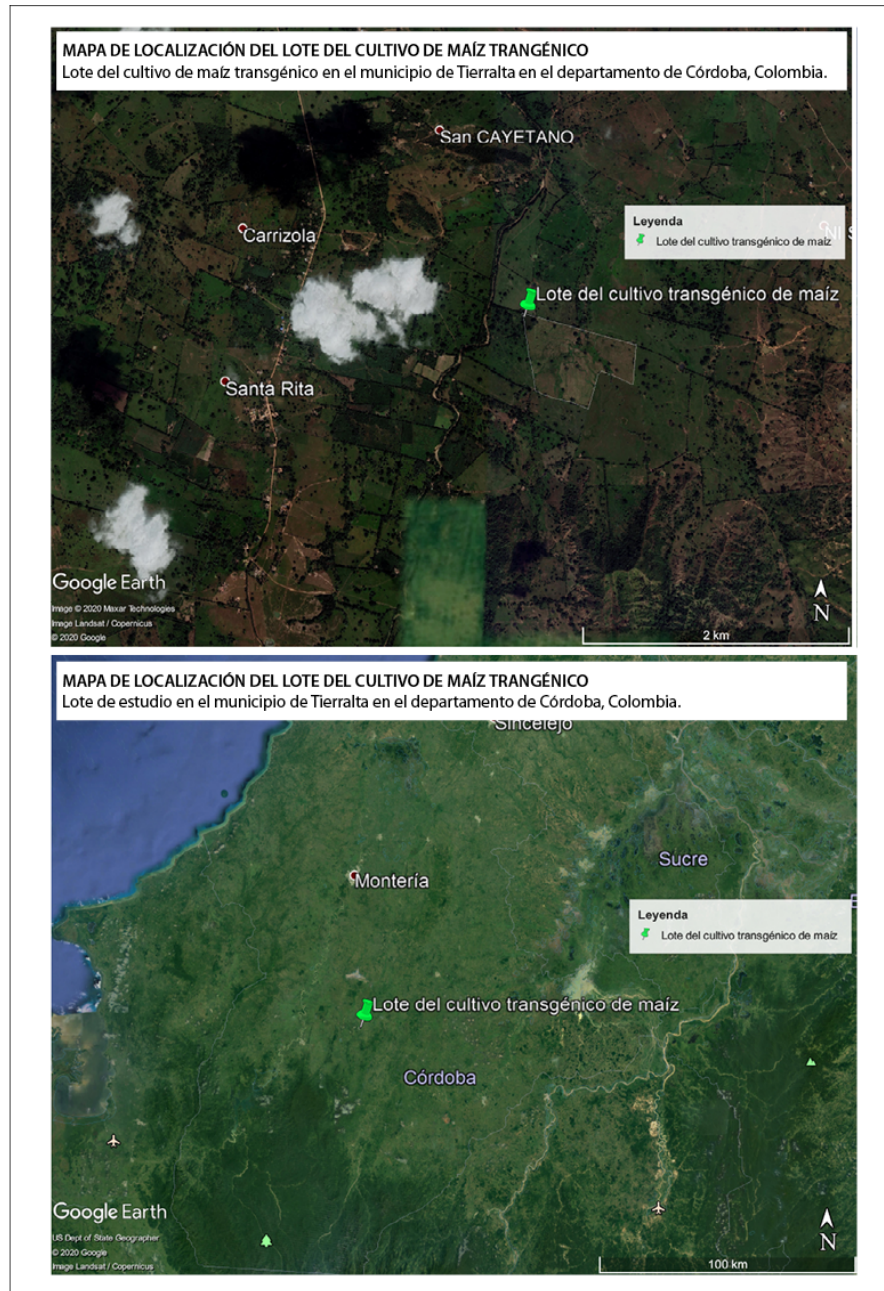 MAPA DE LOCALIZACIÓN DEL LOTE DEL CULTIVO DE MAÍZ TRANGÉNICO
Lote del cultivo de maíz transgénico en el municipio de Tierralta en el departamento de Córdoba, Colombia.
San CAYETANO
Leyenda
Lote del cultivo transgénico de maíz
NI S
Carrizola
Lote del cultivo transgénico de maíz
Santa Rita
Google Earth
Image © 2020 Maxar Technologies
Image Landsat / Copernicus
© 2020 Google
N
2 km
MAPA DE LOCALIZACIÓN DEL LOTE DEL CULTIVO DE MAÍZ TRANGÉNICO
Lote de estudio en el municipio de Tierralta en el departamento de Córdoba, Colombia.
Sincelejo
Sucre
Montería
Leyenda
Lote del cultivo transgénico de maíz
Lote del cultivo transgénico de maíz
Córdoba
Google Earth
US Dept of State Geographer
© 2020 Google
Image Landsat / Copernicus
N
100 km